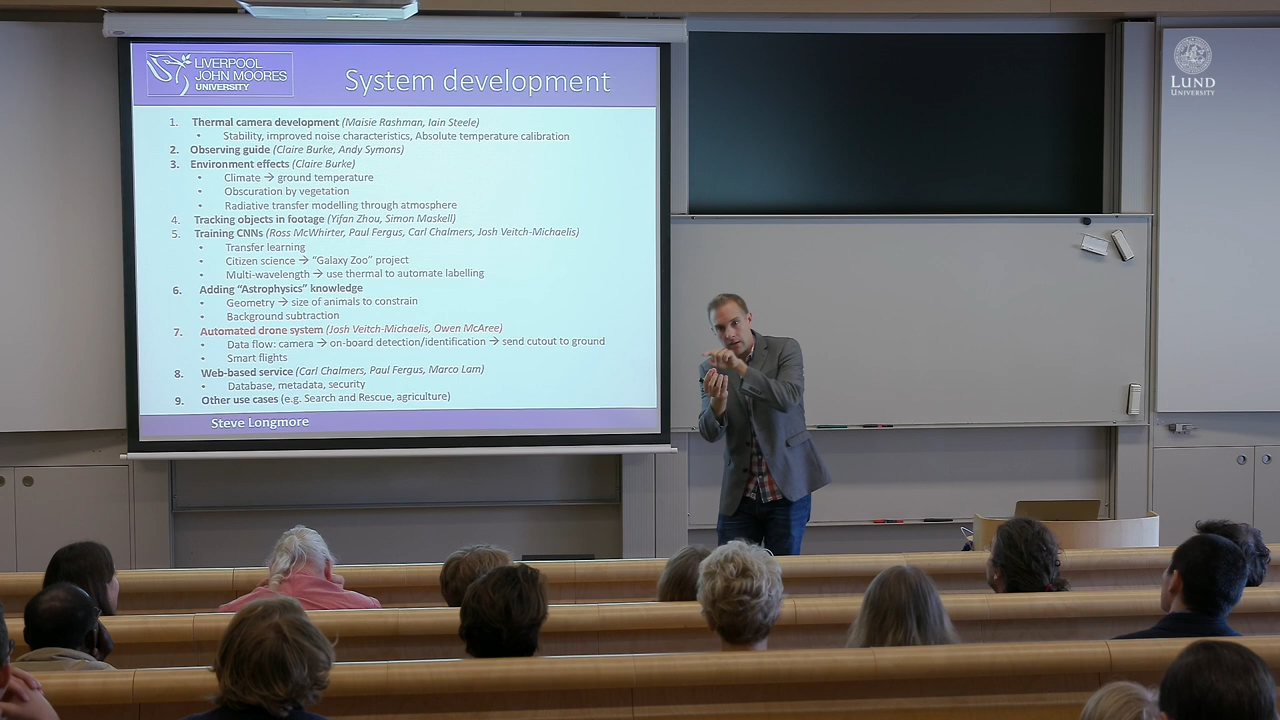 LIVERPOOL
JOHN MOORES
UNIVERSITY
System development
1. Thermal camera development (Maisie Rashman, Iain Steele)
• Stability, improved noise characteristics, Absolute temperature calibration
2. Observing guide (Claire Burke, Andy Symons)
3. Environment effects (Claire Burke)
• Climate → ground temperature
• Obscuration by vegetation
• Radiative transfer modelling through atmosphere
4. Tracking objects in footage (Yifan Zhou, Simon Maskell)
5. Training CNNs (Ross McWhirter, Paul Fergus, Carl Chalmers, Josh Veitch-Michaelis)
• Transfer learning
• Citizen science → “Galaxy Zoo” project
• Multi-wavelength → use thermal to automate labelling
6. Adding “Astrophysics” knowledge
• Geometry → size of animals to constrain
• Background subtraction
7. Automated drone system (Josh Veitch-Michaelis, Owen McAree)
• Data flow: camera → on-board detection/identification → send cutout to ground
• Smart flights
8. Web-based service (Carl Chalmers, Paul Fergus, Marco Lam)
• Database, metadata, security
9. Other use cases (e.g. Search and Rescue, agriculture)
Steve Longmore
LUND
UNIVERSITY